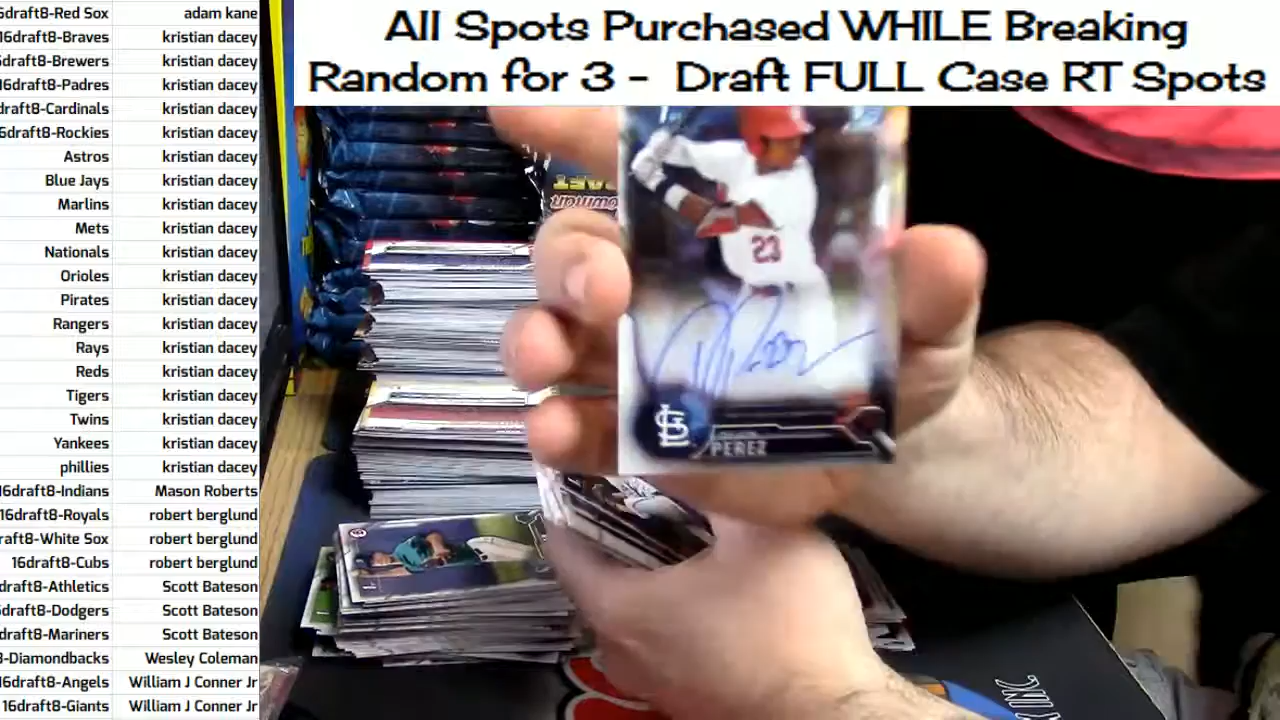 All Spots Purchased WHILE Breaking
Random for 3 - Draft FULL Case RT Spots
6draft8-Red Sox adam kane
16draft8-Braves kristian dacey
6draft8-Brewers kristian dacey
16draft8-Padres kristian dacey
draft8-Cardinals kristian dacey
6draft8-Rockies kristian dacey
Astros kristian dacey
Blue Jays kristian dacey
Marlins kristian dacey
Mets kristian dacey
Nationals kristian dacey
Orioles kristian dacey
Pirates kristian dacey
Rangers kristian dacey
Rays kristian dacey
Reds kristian dacey
Tigers kristian dacey
Twins kristian dacey
Yankees kristian dacey
phillies kristian dacey
16draft8-Indians Mason Roberts
16draft8-Royals robert berglund
raft8-White Sox robert berglund
16draft8-Cubs robert berglund
draft8-Athletics Scott Bateson
6draft8-Dodgers Scott Bateson
draft8-Mariners Scott Bateson
8-Diamondbacks Wesley Coleman
16draft8-Angels William J Conner Jr
16draft8-Giants William J Conner Jr
DRAFT
Bowman
23
StL
PEREZ
INC.